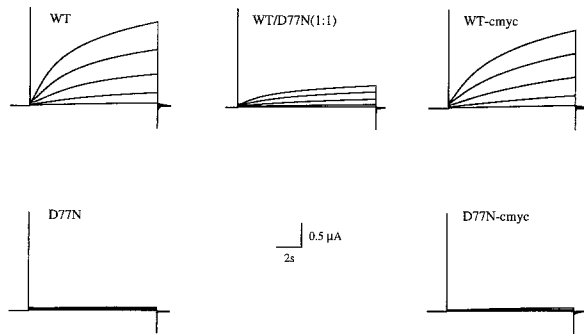 WT
WT/D77N(1:1)
WT-cmyc
D77N
0.5 µA
2s
D77N-cmyc